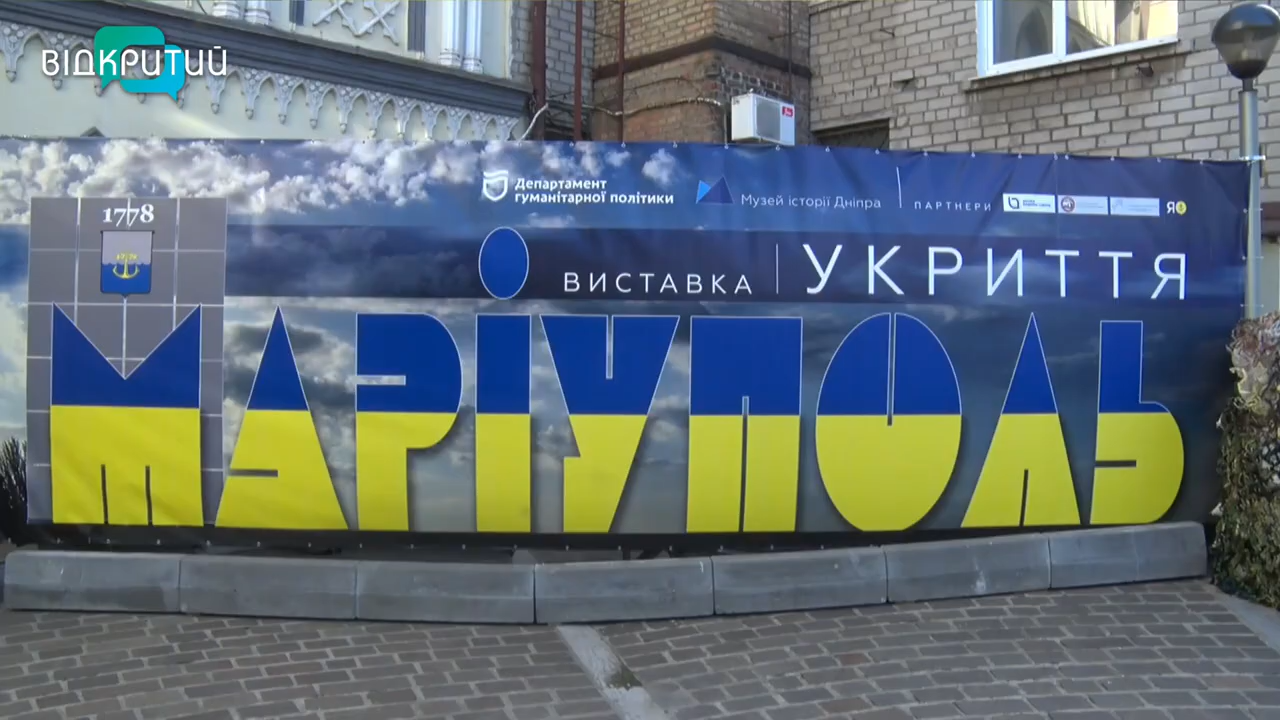 ВІДКРИТИЙ
Департамент
гуманітарної політики
Музей історії Дніпра
ПАРТНЕРИ
Я
1778
ВИСТАВКА
УКРИТТЯ
МАРІУПОЛЬ